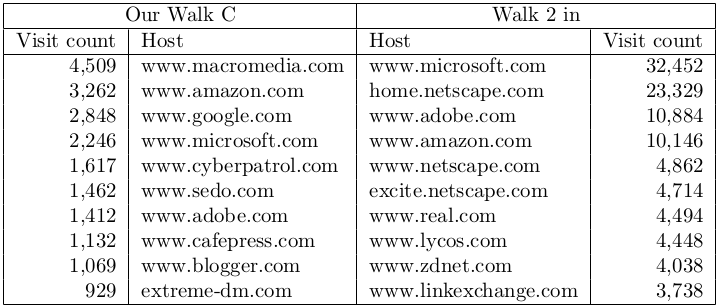 Our Walk C Walk 2 in
Visit count Host Host Visit count
4,509 www.macromedia.com www.microsoft.com 32,452
3,262 www.amazon.com home.netscape.com 23,329
2,848 www.google.com www.adobe.com 10,884
2,246 www.microsoft.com www.amazon.com 10,146
1,617 www.cyberpatrol.com www.netscape.com 4,862
1,462 www.sedo.com excite.netscape.com 4,714
1,412 www.adobe.com www.real.com 4,494
1,132 www.cafepress.com www.lycos.com 4,448
1,069 www.blogger.com www.zdnet.com 4,038
929 extreme-dm.com www.linkexchange.com 3,738